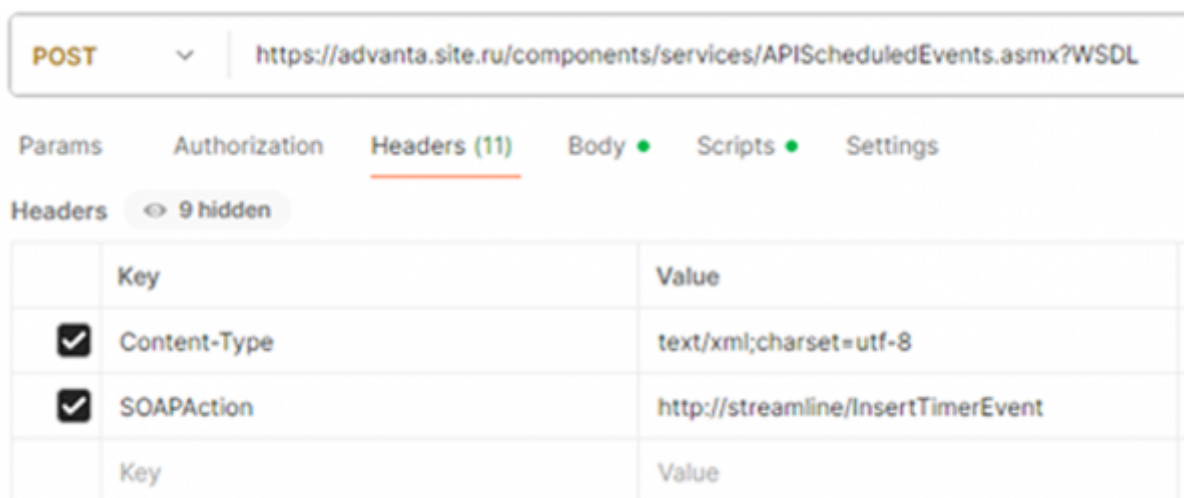 POST https://advanta.site.ru/components/services/APIScheduledEvents.asmx?WSDL
Params Authorization Headers (11) Body Scripts Settings
Headers 9 hidden
Key Value
Content-Type text/xml;charset=utf-8
SOAPAction http://streamline/InsertTimerEvent
Key Value